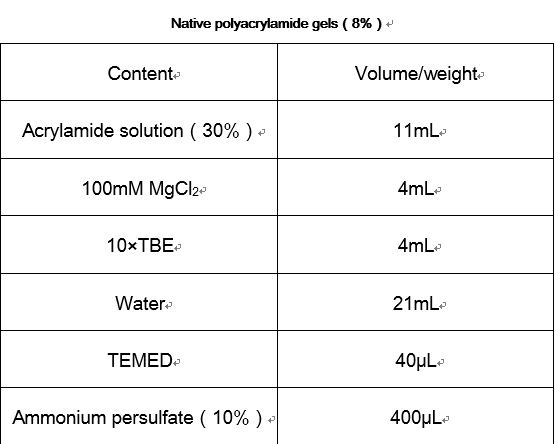 Native polyacrylamide gels ( 8% )
Content Volume/weight
Acrylamide solution ( 30% ) 11mL
100mM MgCl₂ 4mL
10×TBE 4mL
Water 21mL
TEMED 40μL
Ammonium persulfate ( 10% ) 400μL